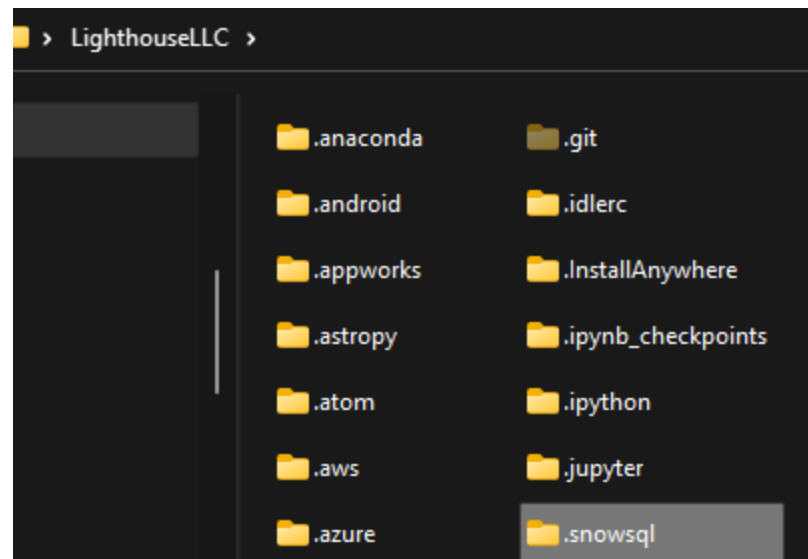 LighthouseLLC
.anaconda
.android
.appworks
.astropy
.atom
.aws
.azure
.git
.idlerc
.InstallAnywhere
.ipynb_checkpoints
.ipython
.jupyter
.snowsql